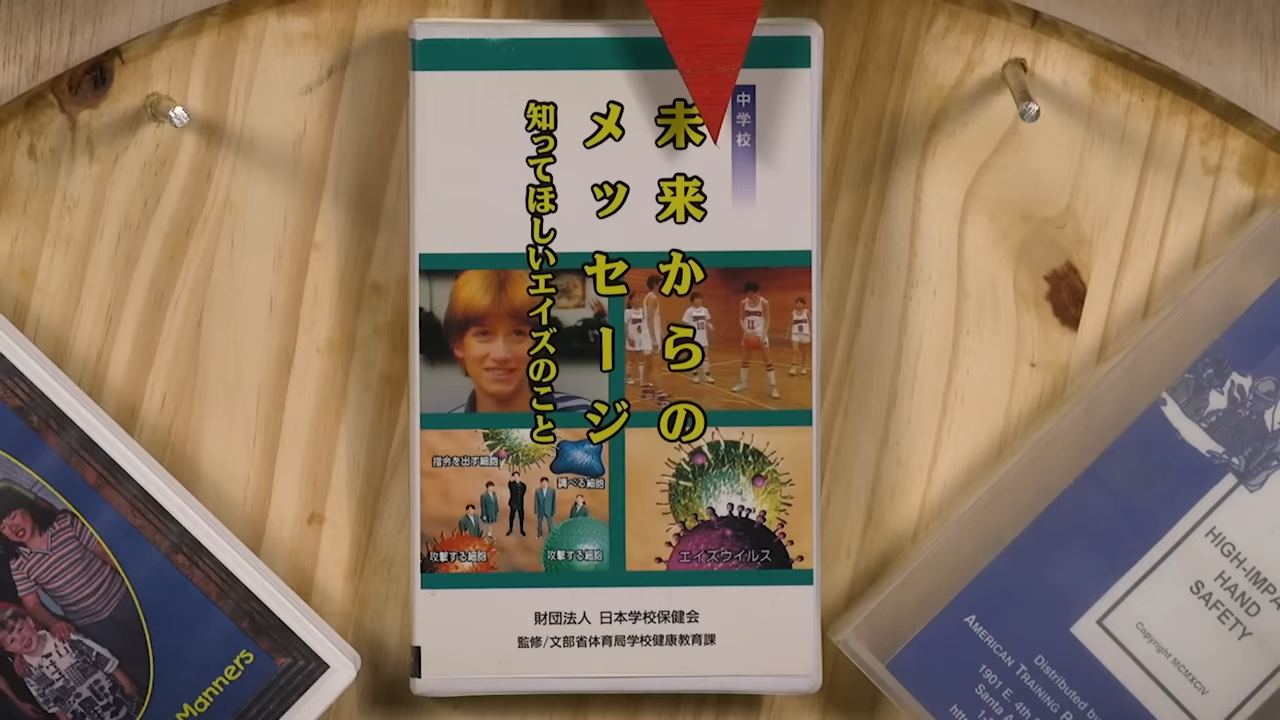 中学校
未来からの
メッセージ
知ってほしいエイズのこと
指令を出す細胞
調べる細胞
攻撃する細胞
攻撃する細胞
エイズウイルス
財団法人 日本学校保健会
監修/文部省体育局学校健康教育課
Manners
HIGH-IMPA
HAND
SAFETY
Copyright MCMXCIV
Distributed b
AMERICAN TRAINING R
1901 E. 4th
Santa A